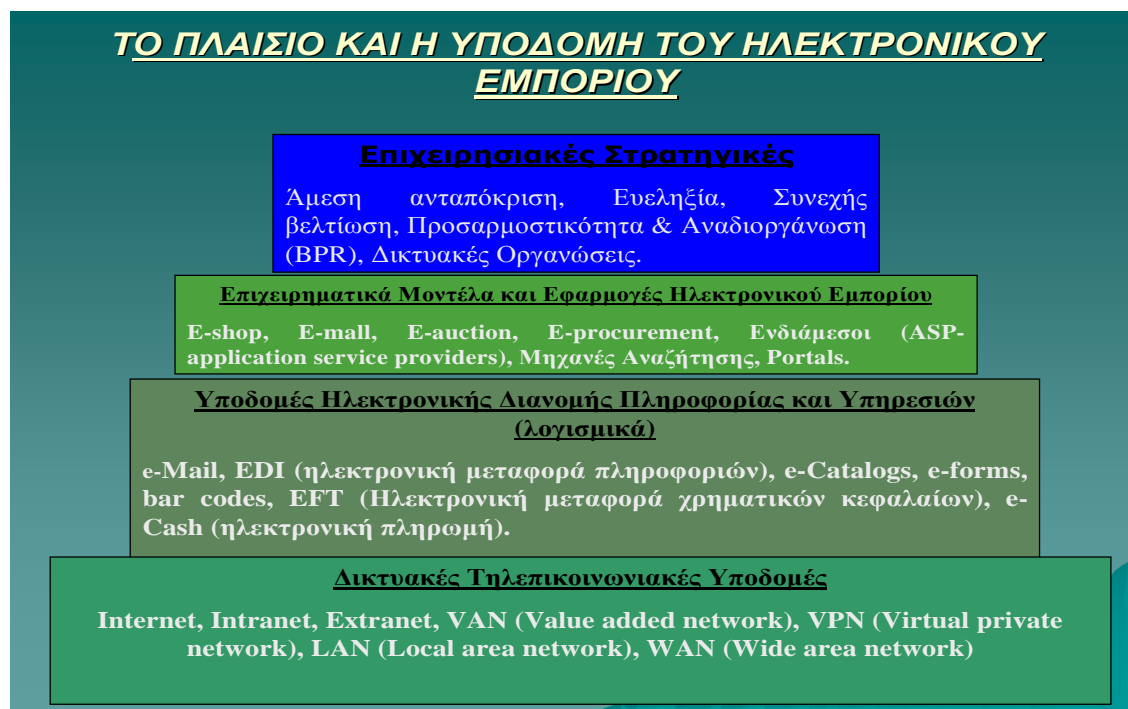 ΤΟ ΠΛΑΙΣΙΟ ΚΑΙ Η ΥΠΟΔΟΜΗ ΤΟΥ ΗΛΕΚΤΡΟΝΙΚΟΥ
ΕΜΠΟΡΙΟΥ
Επιχειρησιακές Στρατηγικές
Άμεση ανταπόκριση, Ευεληξία, Συνεχής
βελτίωση, Προσαρμοστικότητα & Αναδιοργάνωση
(BPR), Δικτυακές Οργανώσεις.
Επιχειρηματικά Μοντέλα και Εφαρμογές Ηλεκτρονικού Εμπορίου
E-shop, E-mall, E-auction, E-procurement, Ενδιάμεσοι (ASP-
application service providers), Μηχανές Αναζήτησης, Portals.
Υποδομές Ηλεκτρονικής Διανομής Πληροφορίας και Υπηρεσιών
(λογισμικά)
e-Mail, EDI (ηλεκτρονική μεταφορά πληροφοριών), e-Catalogs, e-forms,
bar codes, EFT (Ηλεκτρονική μεταφορά χρηματικών κεφαλαίων), e-
Cash (ηλεκτρονική πληρωμή).
Δικτυακές Τηλεπικοινωνιακές Υποδομές
Internet, Intranet, Extranet, VAN (Value added network), VPN (Virtual private
network), LAN (Local area network), WAN (Wide area network)